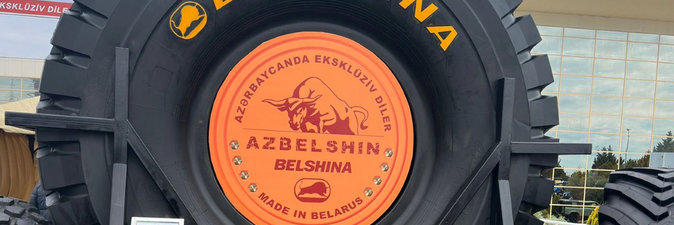 EKSKLÜZİV DİLER
AZƏRBAYCANDA EKSKLÜZİV DİLER
AZBELSHIN
BELSHINA
MADE IN BELARUS